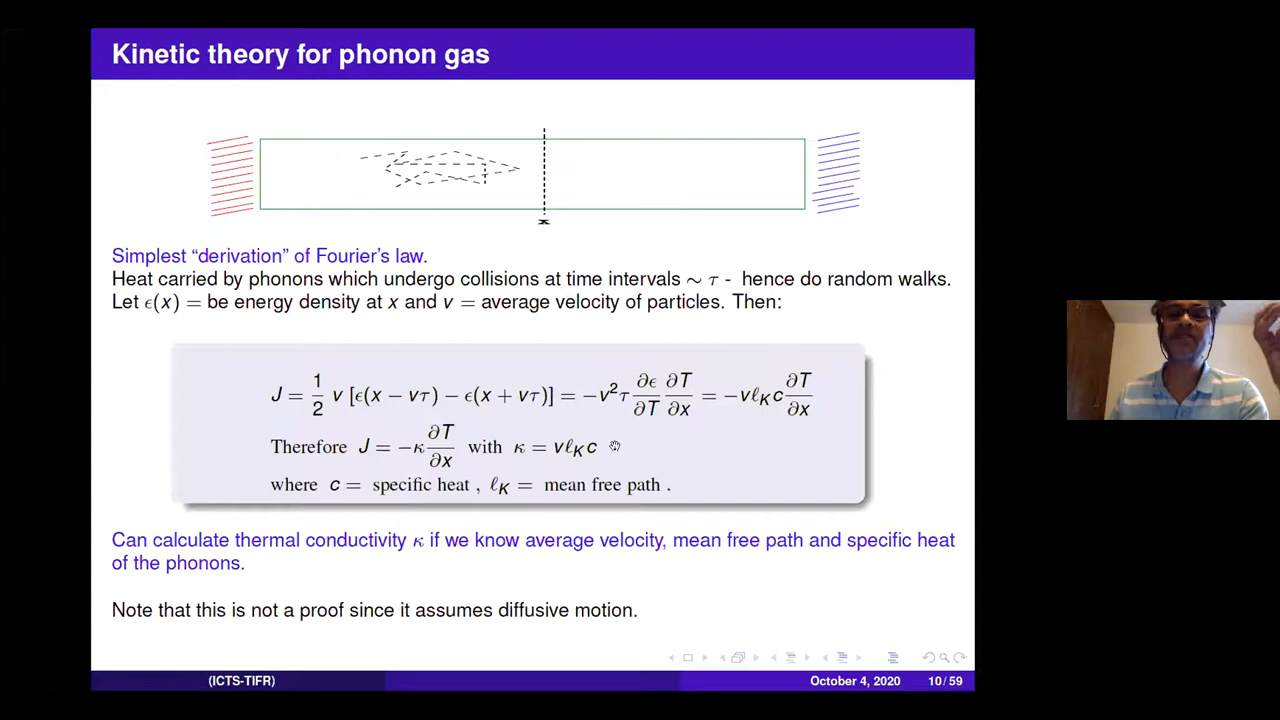 Kinetic theory for phonon gas
x
Simplest “derivation” of Fourier’s law.
Heat carried by phonons which undergo collisions at time intervals ∼ τ - hence do random walks.
Let ϵ(x) = be energy density at x and v = average velocity of particles. Then:
J = 1/2 v [ϵ(x − vτ) − ϵ(x + vτ)] = −v²τ ∂ϵ/∂T ∂T/∂x = −vℓ_K c ∂T/∂x
Therefore J = −κ ∂T/∂x with κ = vℓ_K c
where c = specific heat , ℓ_K = mean free path .
Can calculate thermal conductivity κ if we know average velocity, mean free path and specific heat
of the phonons.
Note that this is not a proof since it assumes diffusive motion.
(ICTS-TIFR) October 4, 2020 10 / 59